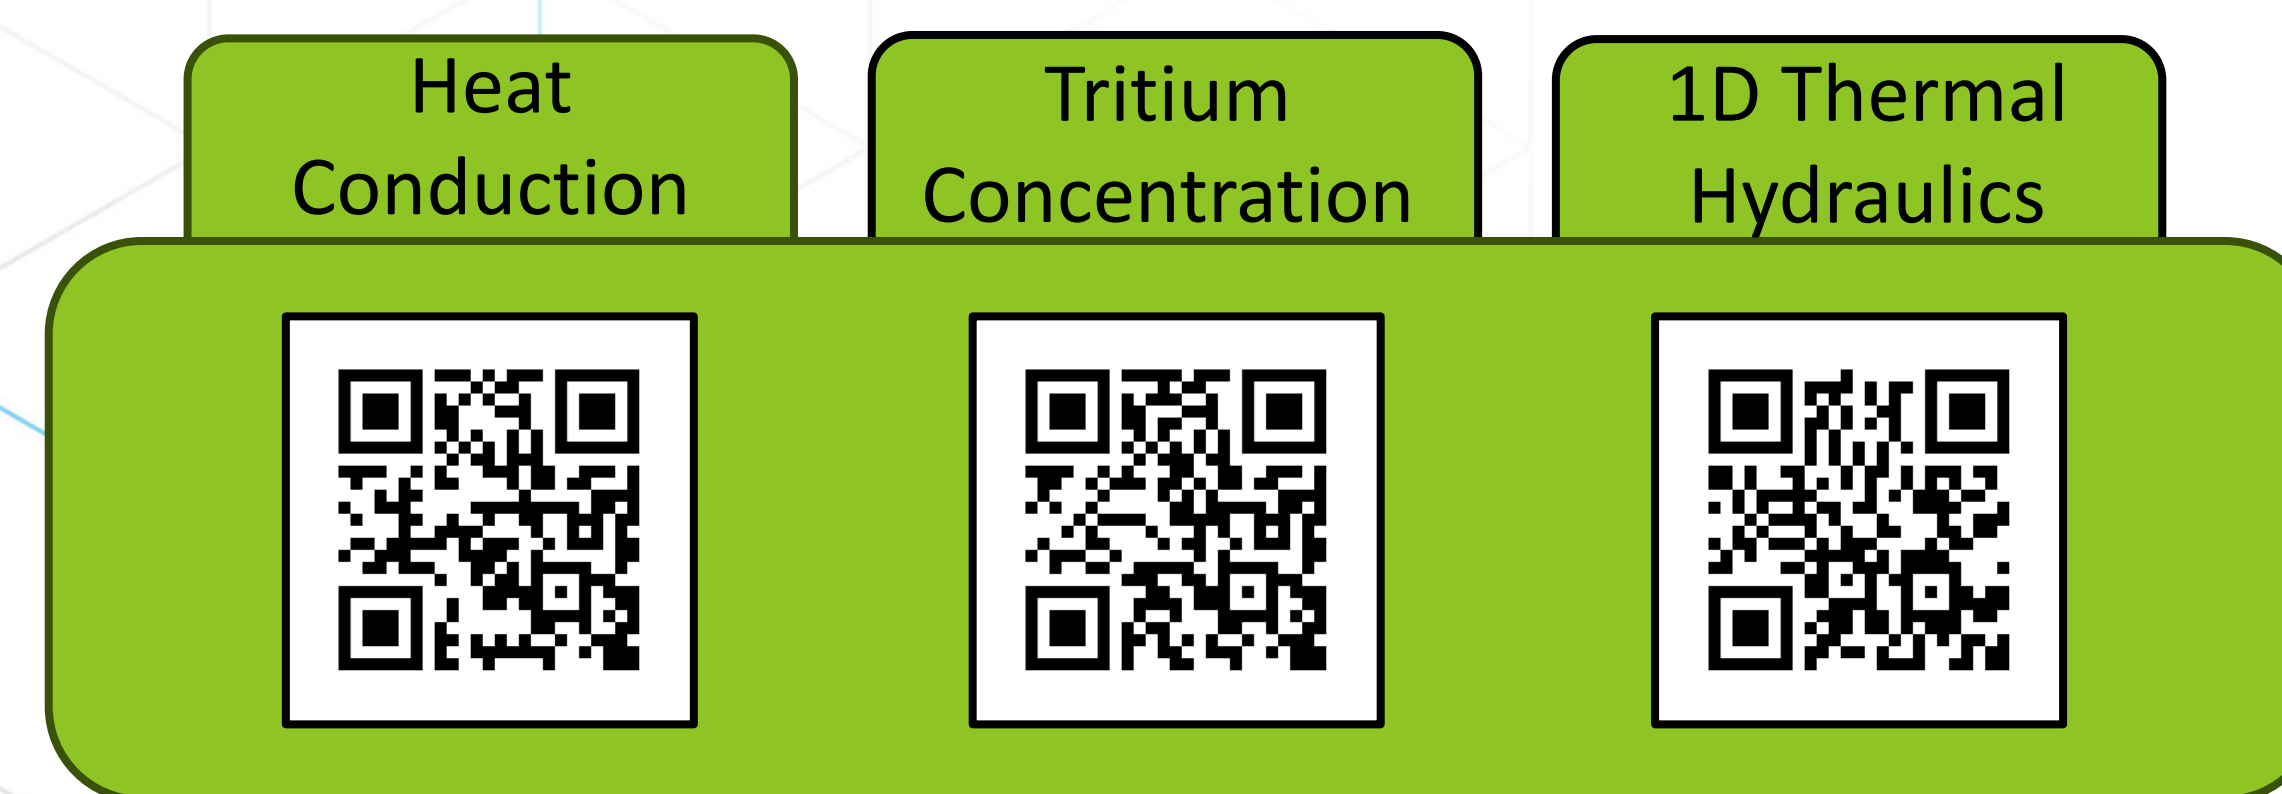 Heat
Conduction
Tritium
Concentration
1D Thermal
Hydraulics